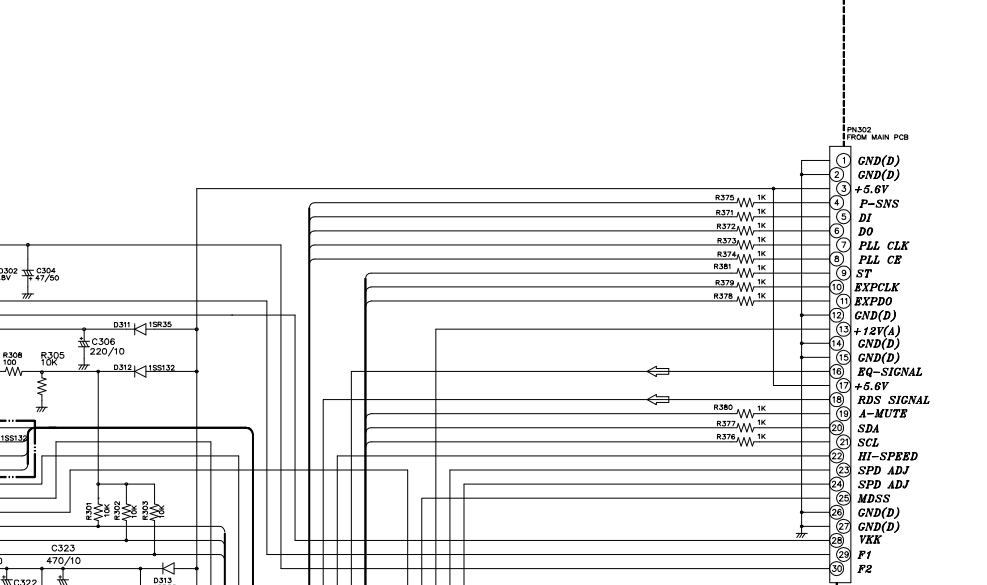 PN302
FROM MAIN PCB
1 GND(D)
2 GND(D)
3 +5.6V
R375 1K 4 P-SNS
R371 1K 5 DI
R372 1K 6 DO
R373 1K 7 PLL CLK
R374 1K 8 PLL CE
R381 1K 9 ST
R379 1K 10 EXPCLK
R378 1K 11 EXPDO
12 GND(D)
13 +12V(A)
14 GND(D)
15 GND(D)
16 EQ-SIGNAL
17 +5.6V
18 RDS SIGNAL
R380 1K 19 A-MUTE
R377 1K 20 SDA
R376 1K 21 SCL
22 HI-SPEED
23 SPD ADJ
24 SPD ADJ
25 MDSS
26 GND(D)
27 GND(D)
28 VKK
29 F1
30 F2
D302 C304
8V 47/50
D311 1SR35
C306
220/10
R308
100
R305
10K
D312 1SS132
1SS132
R301
10K
R302
10K
R303
10K
C323
470/10
C322
D313